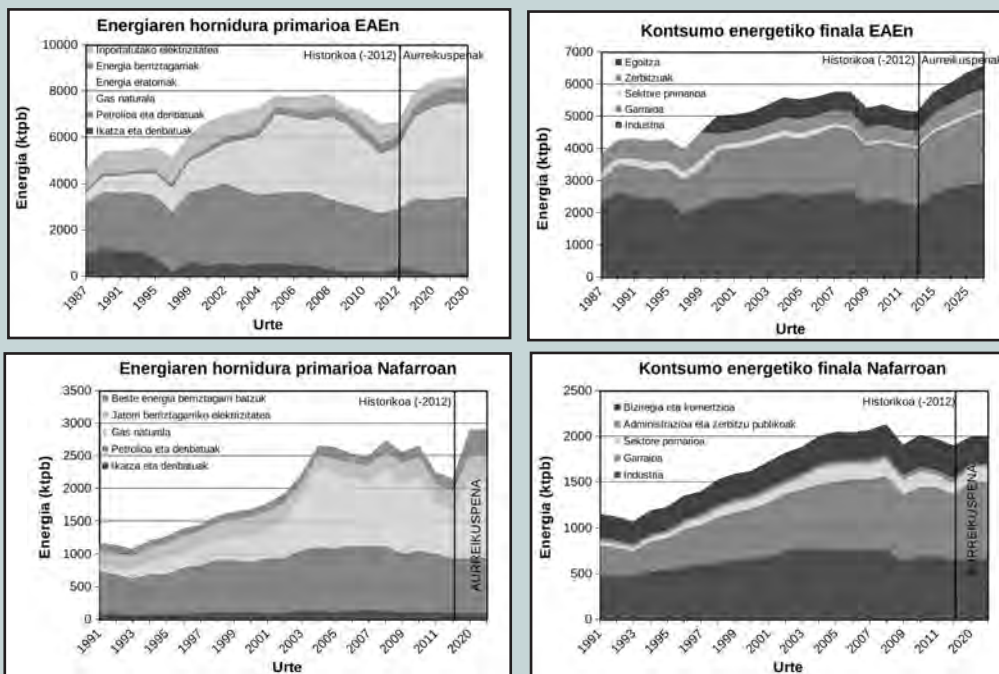 Energiaren hornidura primarioa EAEn
10000
8000
6000
4000
2000
0
Energia (ktpb)
Inportatutako elektrizitatea
Energia berriztagarriak
Energia eratorriak
Gas naturala
Petrolioa eta deribatuak
Ikatza eta deribatuak
Historikoa (-2012) Aurreikuspenak
1987 1991 1995 1999 2002 2004 2006 2008 2010 2012 2020 2030
Urte
Kontsumo energetiko finala EAEn
7000
6000
5000
4000
3000
2000
1000
0
Energia (ktpb)
Egoitza
Zerbitzuak
Sektore primarioa
Garraioa
Industria
Historikoa (-2012) Aurreikuspenak
1987 1991 1995 1999 2001 2003 2005 2007 2009 2011 2015 2025
Urte
Energiaren hornidura primarioa Nafarroan
3500
3000
2500
2000
1500
1000
500
0
Energia (ktpb)
Beste energia berriztagarri batzuk
Jatorri berriztagarriko elektrizitatea
Gas naturala
Petrolioa eta deribatuak
Ikatza eta deribatuak
Historikoa (-2012)
AURREIKUSPENA
1991 1993 1995 1997 1999 2001 2003 2005 2007 2009 2011 2020
Urte
Kontsumo energetiko finala Nafarroan
2500
2000
1500
1000
500
0
Energia (ktpb)
Bizitegia eta komertzioa
Administrazioa eta zerbitzu publikoak
Sektore primarioa
Garraioa
Industria
Historikoa (-2012)
AURREIKUSPENA
1991 1993 1995 1997 1999 2001 2003 2005 2007 2009 2011 2020
Urte